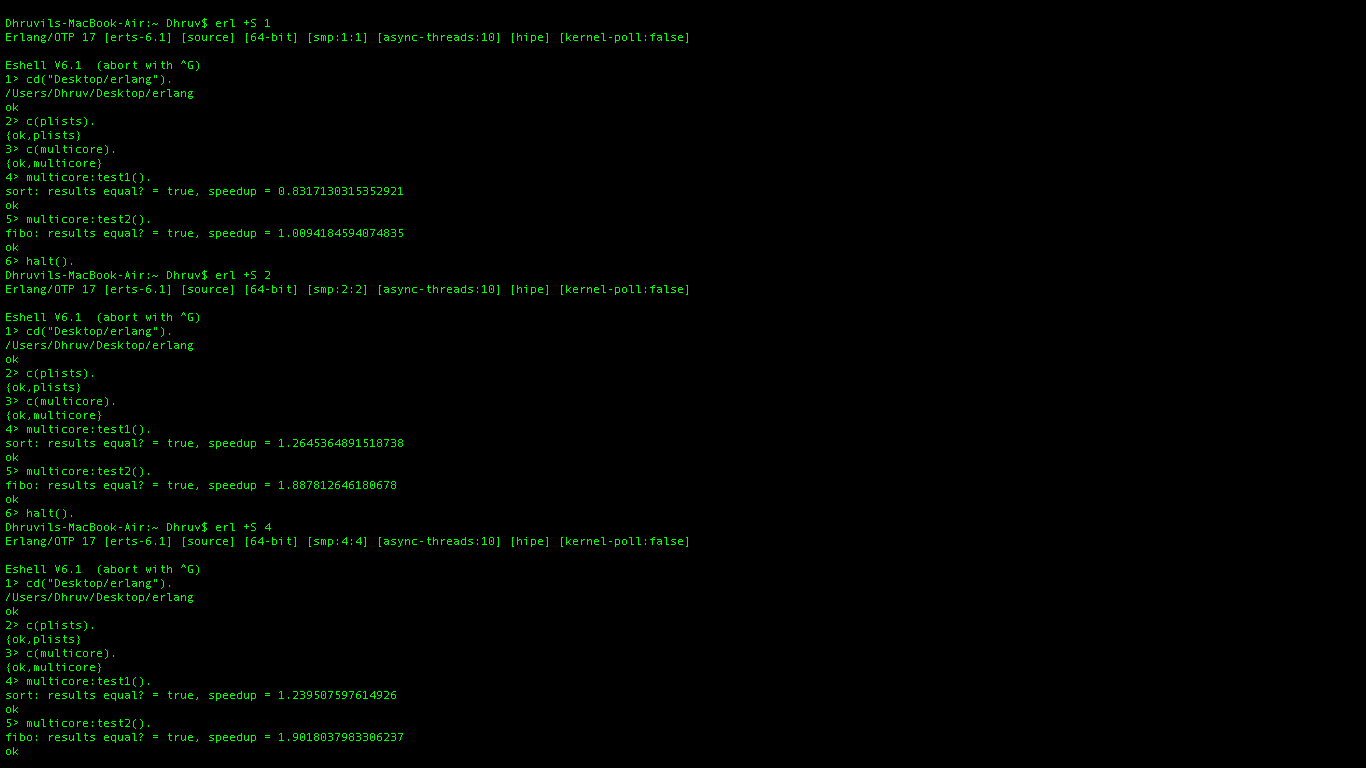 Dhruvils-MacBook-Air:~ Dhruv$ erl +S 1
Erlang/OTP 17 [erts-6.1] [source] [64-bit] [smp:1:1] [async-threads:10] [hipe] [kernel-poll:false]
Eshell V6.1  (abort with ^G)
1> cd("Desktop/erlang").
/Users/Dhruv/Desktop/erlang
ok
2> c(plists).
{ok,plists}
3> c(multicore).
{ok,multicore}
4> multicore:test1().
sort: results equal? = true, speedup = 0.8317130315352921
ok
5> multicore:test2().
fibo: results equal? = true, speedup = 1.0094184594074835
ok
6> halt().
Dhruvils-MacBook-Air:~ Dhruv$ erl +S 2
Erlang/OTP 17 [erts-6.1] [source] [64-bit] [smp:2:2] [async-threads:10] [hipe] [kernel-poll:false]
Eshell V6.1  (abort with ^G)
1> cd("Desktop/erlang").
/Users/Dhruv/Desktop/erlang
ok
2> c(plists).
{ok,plists}
3> c(multicore).
{ok,multicore}
4> multicore:test1().
sort: results equal? = true, speedup = 1.2645364891518738
ok
5> multicore:test2().
fibo: results equal? = true, speedup = 1.887812646180678
ok
6> halt().
Dhruvils-MacBook-Air:~ Dhruv$ erl +S 4
Erlang/OTP 17 [erts-6.1] [source] [64-bit] [smp:4:4] [async-threads:10] [hipe] [kernel-poll:false]
Eshell V6.1  (abort with ^G)
1> cd("Desktop/erlang").
/Users/Dhruv/Desktop/erlang
ok
2> c(plists).
{ok,plists}
3> c(multicore).
{ok,multicore}
4> multicore:test1().
sort: results equal? = true, speedup = 1.239507597614926
ok
5> multicore:test2().
fibo: results equal? = true, speedup = 1.9018037983306237
ok